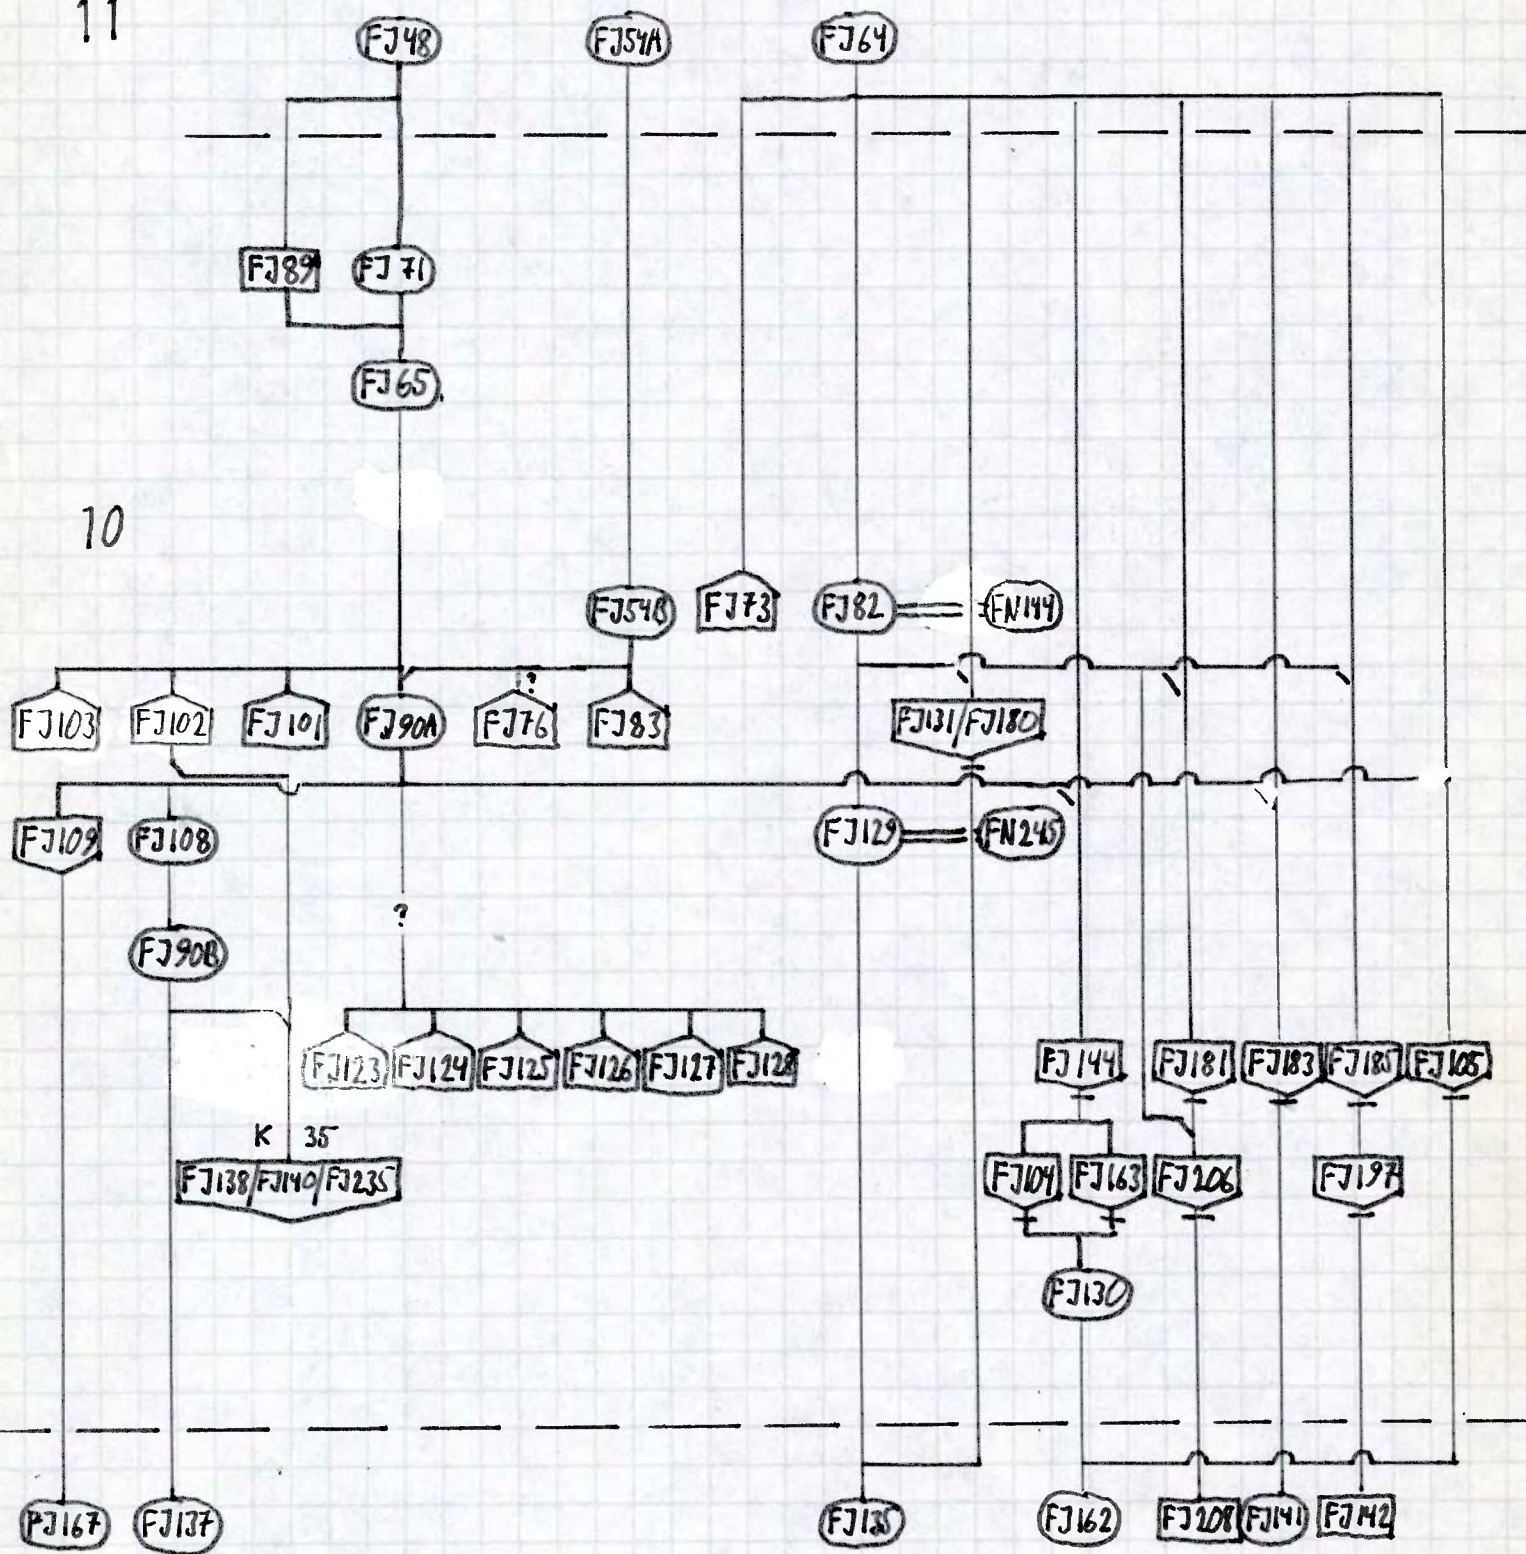 11
FJ48 FJ54A FJ64
FJ89 FJ71
FJ65
10
FJ54B FJ73 FJ82 FN144
?
FJ103 FJ102 FJ101 FJ90A FJ76 FJ83 FJ131/FJ180
FJ109 FJ108 FJ129 FN245
?
FJ90B
FJ123 FJ124 FJ125 FJ126 FJ127 FJ128 FJ144 FJ181 FJ183 FJ185 FJ105
K 35
FJ138/FJ140/FJ235 FJ104 FJ163 FJ206 FJ197
FJ130
FJ167 FJ137 FJ135 FJ162 FJ208 FJ141 FJ142